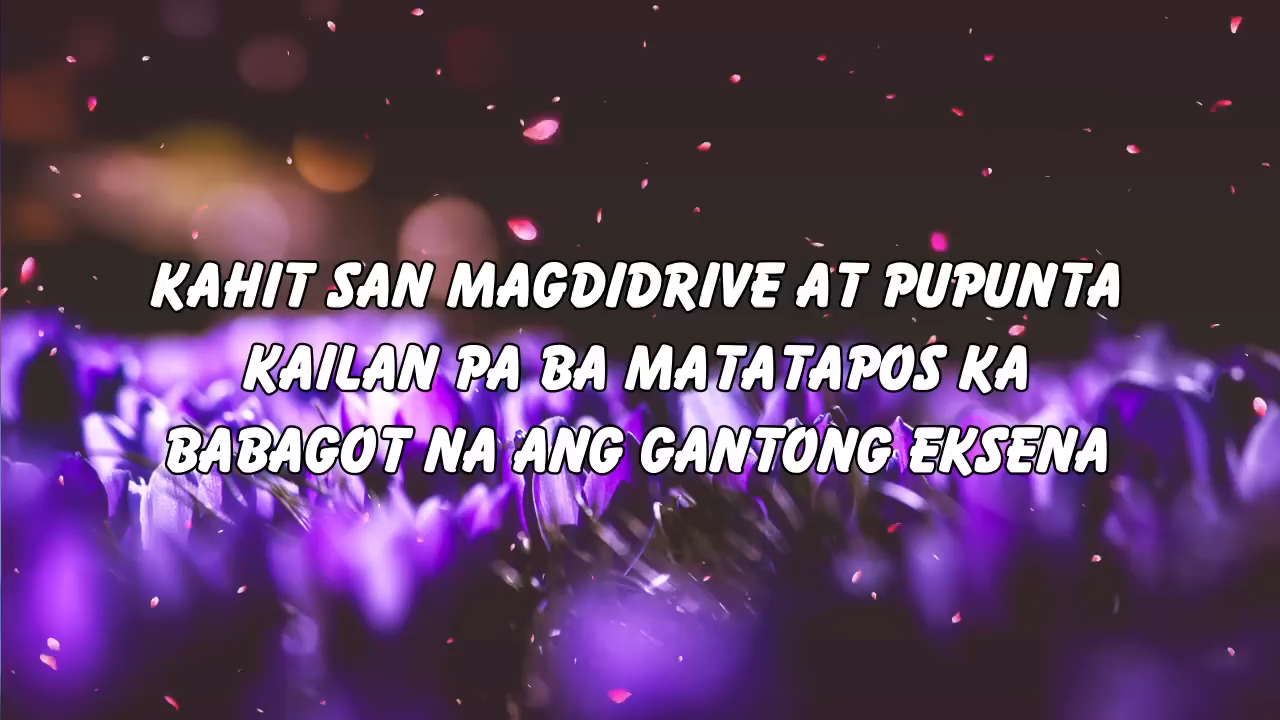 KAHIT SAN MAGDIDRIVE AT PUPUNTA
KAILAN PA BA MATATAPOS KA
BABAGOT NA ANG GANTONG EKSENA